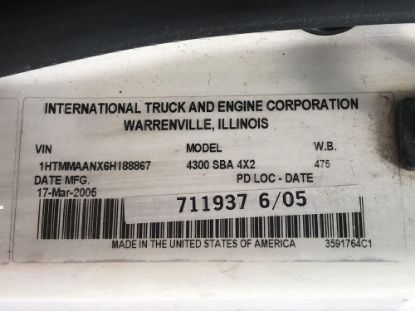 INTERNATIONAL TRUCK AND ENGINE CORPORATION
WARRENVILLE, ILLINOIS
VIN MODEL W.B.
1HTMMAANX6H188867 4300 SBA 4X2 475
DATE MFG. PD LOC - DATE
17-Mar-2005
711937 6/05
MADE IN THE UNITED STATES OF AMERICA 3591764C1